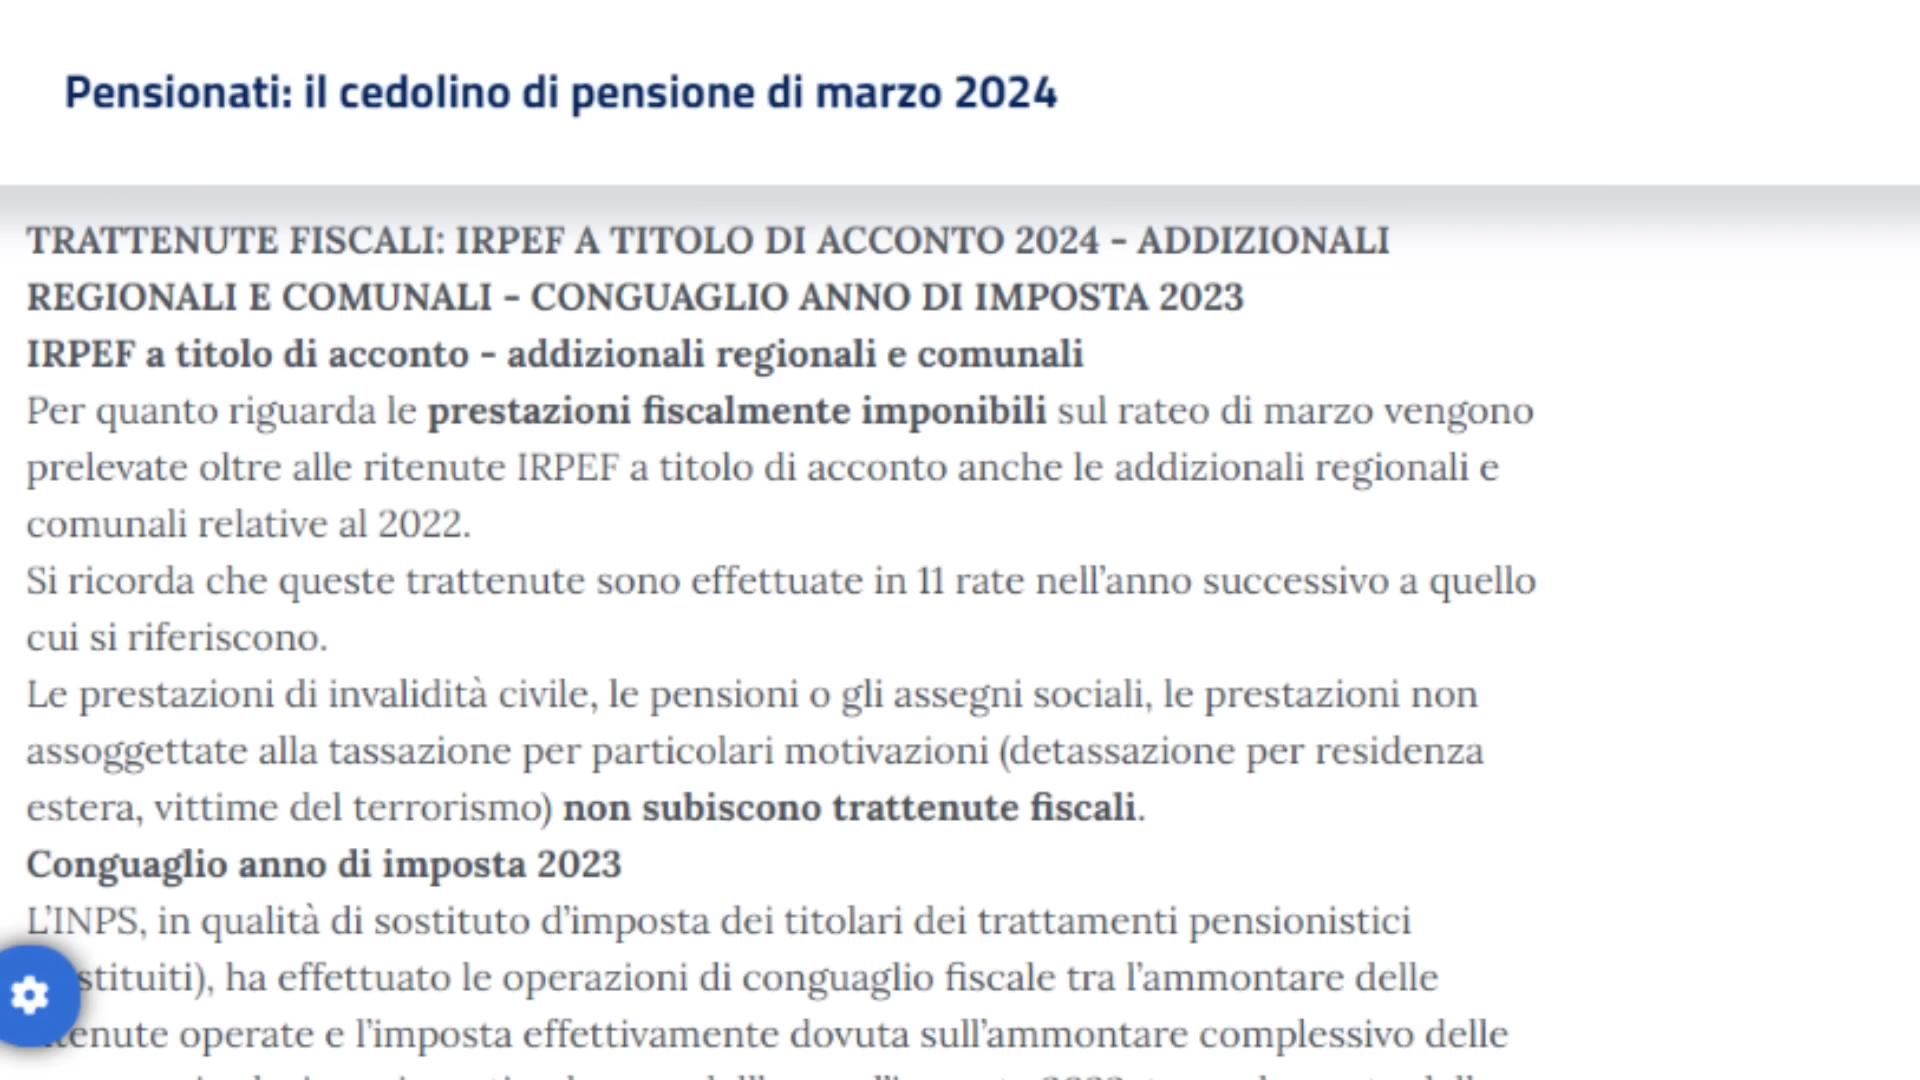 Pensionati: il cedolino di pensione di marzo 2024
TRATTENUTE FISCALI: IRPEF A TITOLO DI ACCONTO 2024 - ADDIZIONALI
REGIONALI E COMUNALI - CONGUAGLIO ANNO DI IMPOSTA 2023
IRPEF a titolo di acconto - addizionali regionali e comunali
Per quanto riguarda le prestazioni fiscalmente imponibili sul rateo di marzo vengono
prelevate oltre alle ritenute IRPEF a titolo di acconto anche le addizionali regionali e
comunali relative al 2022.
Si ricorda che queste trattenute sono effettuate in 11 rate nell’anno successivo a quello
cui si riferiscono.
Le prestazioni di invalidità civile, le pensioni o gli assegni sociali, le prestazioni non
assoggettate alla tassazione per particolari motivazioni (detassazione per residenza
estera, vittime del terrorismo) non subiscono trattenute fiscali.
Conguaglio anno di imposta 2023
L’INPS, in qualità di sostituto d’imposta dei titolari dei trattamenti pensionistici
stituiti), ha effettuato le operazioni di conguaglio fiscale tra l’ammontare delle
tenute operate e l’imposta effettivamente dovuta sull’ammontare complessivo delle